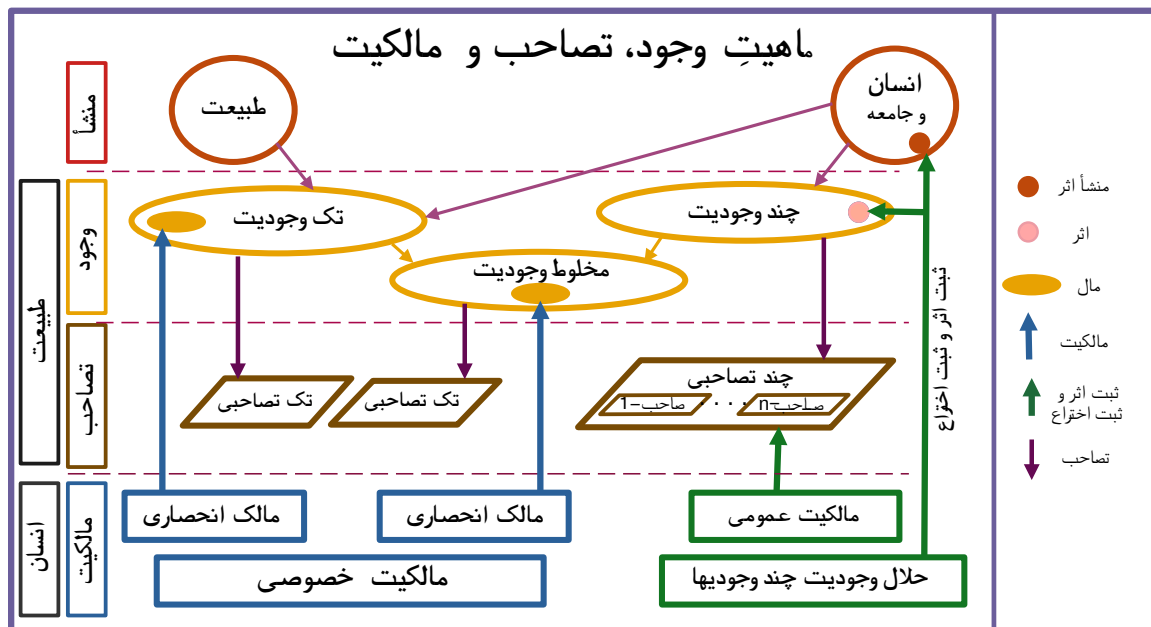 ماهیتِ وجود، تصاحب و مالکیت
منشأ
انسان
و جامعه
طبیعت
طبیعت
وجود
چند وجودیت
تک وجودیت
مخلوط وجودیت
تصاحب
چند تصاحبی
صاحب-n
. . .
صاحب-1
تک تصاحبی
تک تصاحبی
ثبت اثر و ثبت اختراع
انسان
مالکیت
مالکیت عمومی
مالک انحصاری
مالک انحصاری
حلال وجودیت چند وجودیها
مالکیت خصوصی
منشأ اثر
اثر
مال
مالکیت
ثبت اثر و
ثبت اختراع
تصاحب